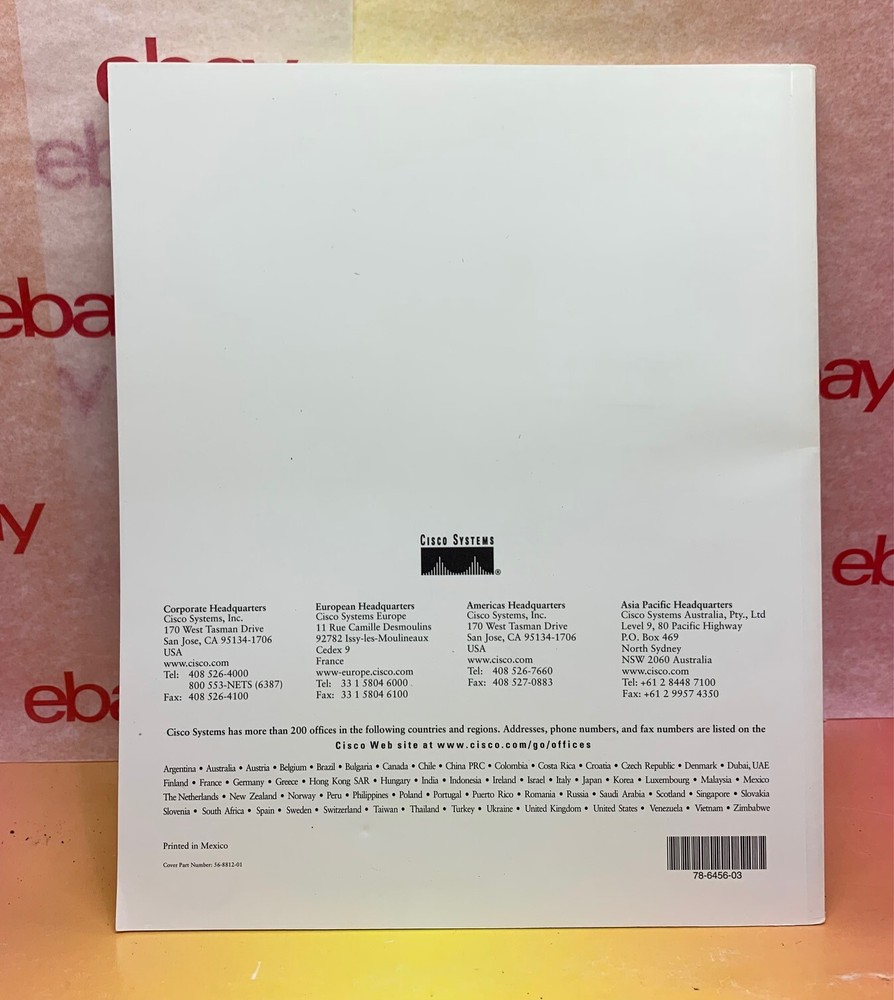 ebay
eb
eba
ay
y
eb
eb
CISCO SYSTEMS
®
Corporate Headquarters
Cisco Systems, Inc.
170 West Tasman Drive
San Jose, CA 95134-1706
USA
www.cisco.com
Tel: 408 526-4000
800 553-NETS (6387)
Fax: 408 526-4100
European Headquarters
Cisco Systems Europe
11 Rue Camille Desmoulins
92782 Issy-les-Moulineaux
Cedex 9
France
www-europe.cisco.com
Tel: 33 1 5804 6000
Fax: 33 1 5804 6100
Americas Headquarters
Cisco Systems, Inc.
170 West Tasman Drive
San Jose, CA 95134-1706
USA
www.cisco.com
Tel: 408 526-7660
Fax: 408 527-0883
Asia Pacific Headquarters
Cisco Systems Australia, Pty., Ltd
Level 9, 80 Pacific Highway
P.O. Box 469
North Sydney
NSW 2060 Australia
www.cisco.com
Tel: +61 2 8448 7100
Fax: +61 2 9957 4350
Cisco Systems has more than 200 offices in the following countries and regions. Addresses, phone numbers, and fax numbers are listed on the
Cisco Web site at www.cisco.com/go/offices
Argentina • Australia • Austria • Belgium • Brazil • Bulgaria • Canada • Chile • China PRC • Colombia • Costa Rica • Croatia • Czech Republic • Denmark • Dubai, UAE
Finland • France • Germany • Greece • Hong Kong SAR • Hungary • India • Indonesia • Ireland • Israel • Italy • Japan • Korea • Luxembourg • Malaysia • Mexico
The Netherlands • New Zealand • Norway • Peru • Philippines • Poland • Portugal • Puerto Rico • Romania • Russia • Saudi Arabia • Scotland • Singapore • Slovakia
Slovenia • South Africa • Spain • Sweden • Switzerland • Taiwan • Thailand • Turkey • Ukraine • United Kingdom • United States • Venezuela • Vietnam • Zimbabwe
Printed in Mexico
Cover Part Number: 56-8812-01
78-6456-03